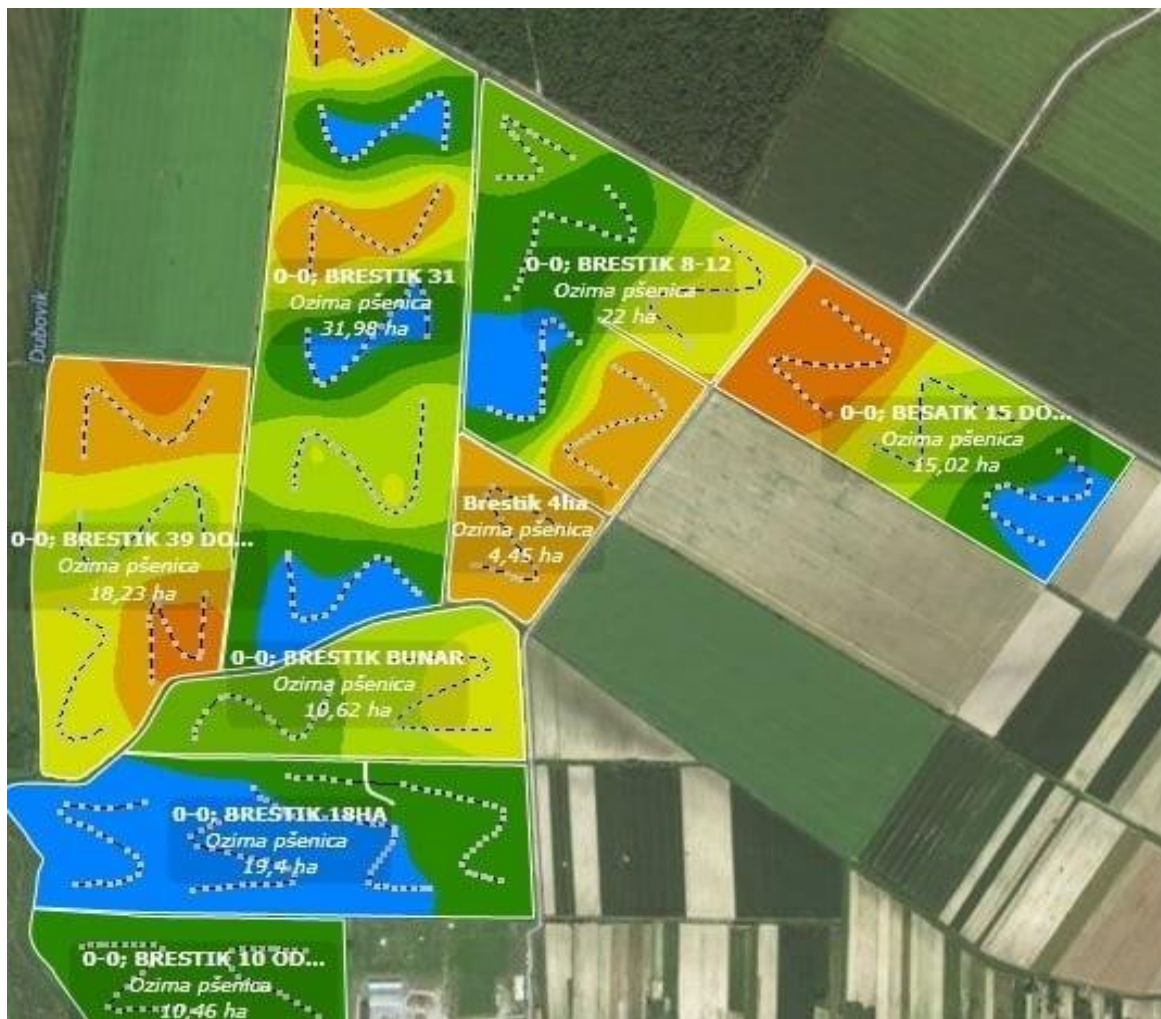 0-0; BRESTIK 31
Ozima pšenica
31,98 ha
0-0; BRESTIK 8-12
Ozima pšenica
22 ha
Dubovik
0-0; BESATK 15 DO...
Ozima pšenica
15,02 ha
Brestik 4ha
Ozima pšenica
4,45 ha
0-0; BRESTIK 39 DO...
Ozima pšenica
18,23 ha
0-0; BRESTIK BUNAR
Ozima pšenica
10,62 ha
0-0; BRESTIK 18HA
Ozima pšenica
19,4 ha
0-0; BRESTIK 10 OD...
Ozima pšenica
10,46 ha